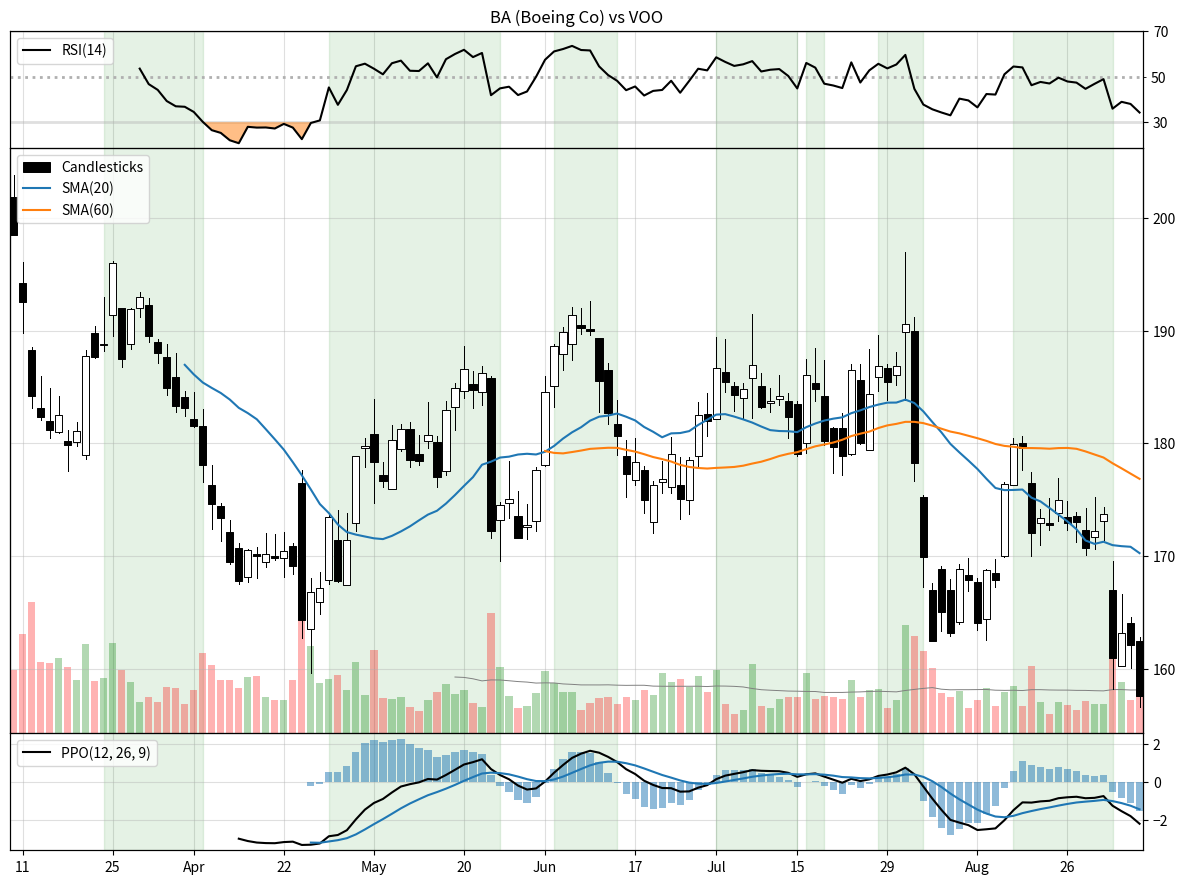 BA (Boeing Co) vs VOO
RSI(14)
70
50
30
Candlesticks
SMA(20)
SMA(60)
200
190
180
170
160
PPO(12, 26, 9)
2
0
−2
11 25 Apr 22 May 20 Jun 17 Jul 15 29 Aug 26